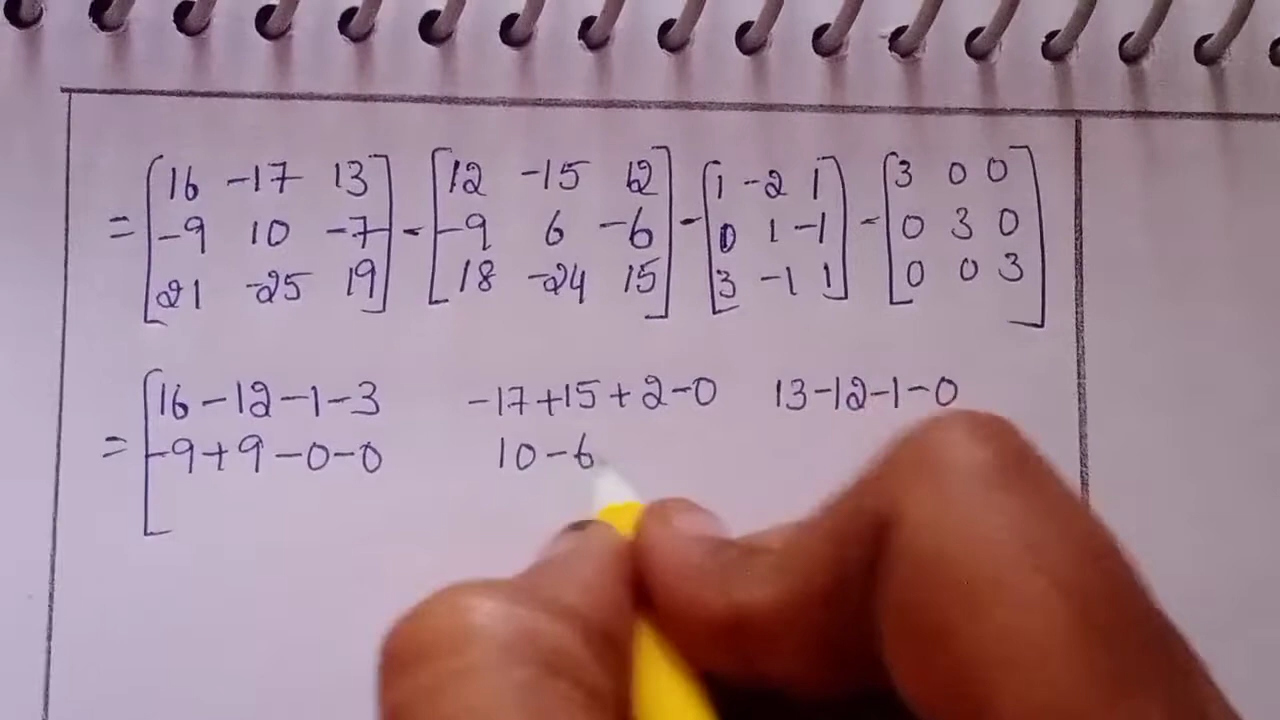 = [16 -17 13] - [12 -15 12] - [1 -2 1] - [3 0 0]
[-9 10 -7] [-9 6 -6] [0 1 -1] [0 3 0]
[21 -25 19] [18 -24 15] [3 -1 1] [0 0 3]
= [16-12-1-3 -17+15+2-0 13-12-1-0
-9+9-0-0 10-6